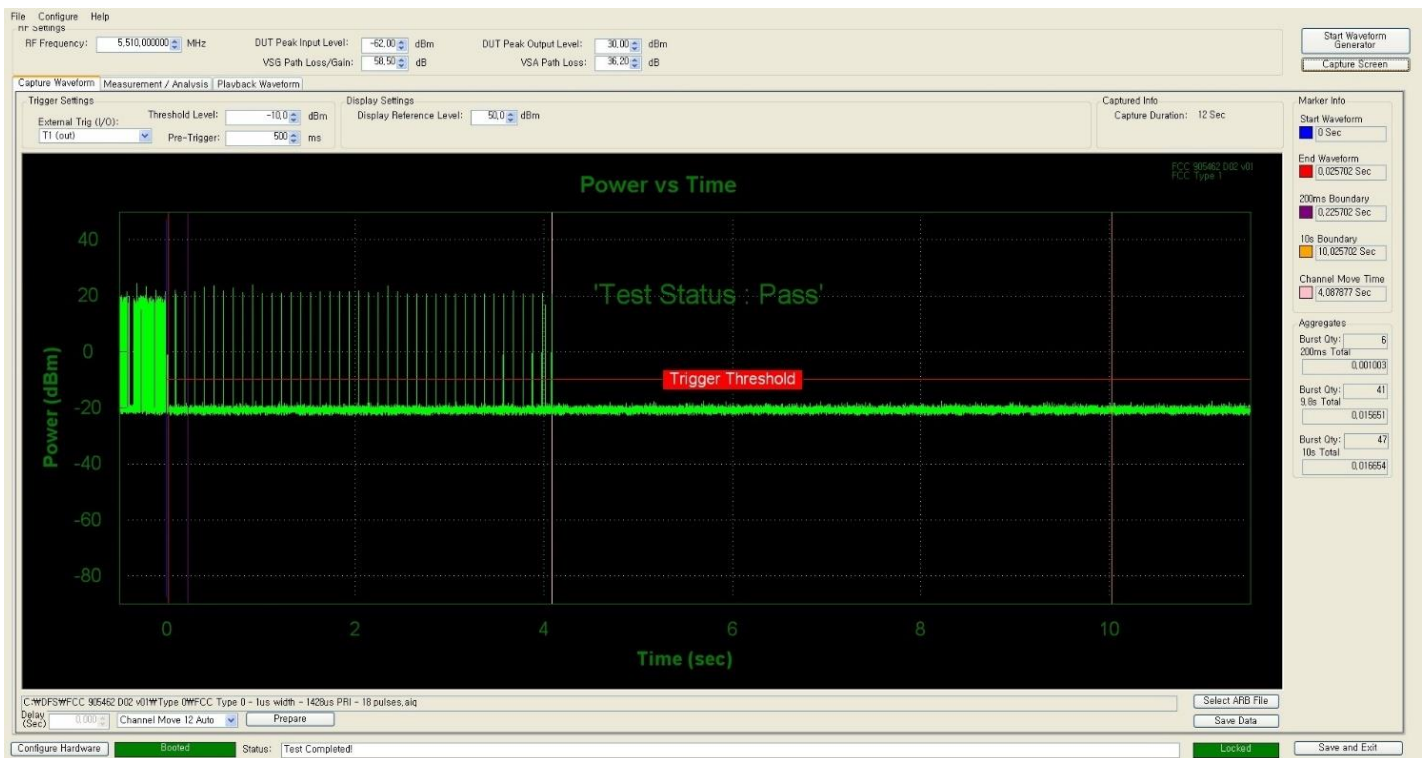 File Configure Help
RF Settings
RF Frequency: 5,510,000000 MHz DUT Peak Input Level: -62,00 dBm DUT Peak Output Level: 30,00 dBm
VSG Path Loss/Gain: 58,50 dB VSA Path Loss: 36,20 dB
Start Waveform
Generator
Capture Screen
Capture Waveform Measurement / Analysis Playback Waveform
Trigger Settings
External Trig (I/O): Threshold Level: -10,0 dBm
T1 (out) Pre-Trigger: 500 ms
Display Settings
Display Reference Level: 50,0 dBm
Captured Info
Capture Duration: 12 Sec
Marker Info
Start Waveform
0 Sec
End Waveform
0,025702 Sec
200ms Boundary
0,225702 Sec
10s Boundary
10,025702 Sec
Channel Move Time
4,087877 Sec
Aggregates
Burst Qty: 6
200ms Total
0,001003
Burst Qty: 41
9,8s Total
0,015651
Burst Qty: 47
10s Total
0,016654
FCC 905462 D02 v01
FCC Type 1
Power vs Time
'Test Status : Pass'
Trigger Threshold
Power (dBm)
40
20
0
-20
-40
-60
-80
0 2 4 6 8 10
Time (sec)
C:₩DFS₩FCC 905462 D02 v01₩Type 0₩FCC Type 0 - 1us width - 1428us PRI - 18 pulses,aiq
Select ARB File
Delay
(Sec) 0,000 Channel Move 12 Auto Prepare
Save Data
Configure Hardware Booted Status: Test Completed! Locked Save and Exit